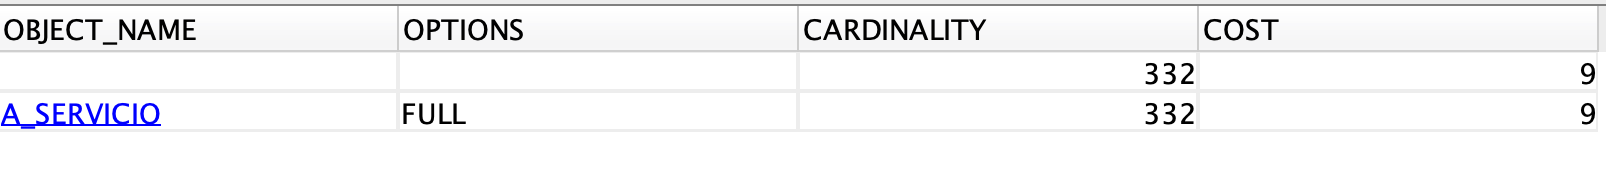 OBJECT_NAME OPTIONS CARDINALITY COST
332 9
A_SERVICIO FULL 332 9